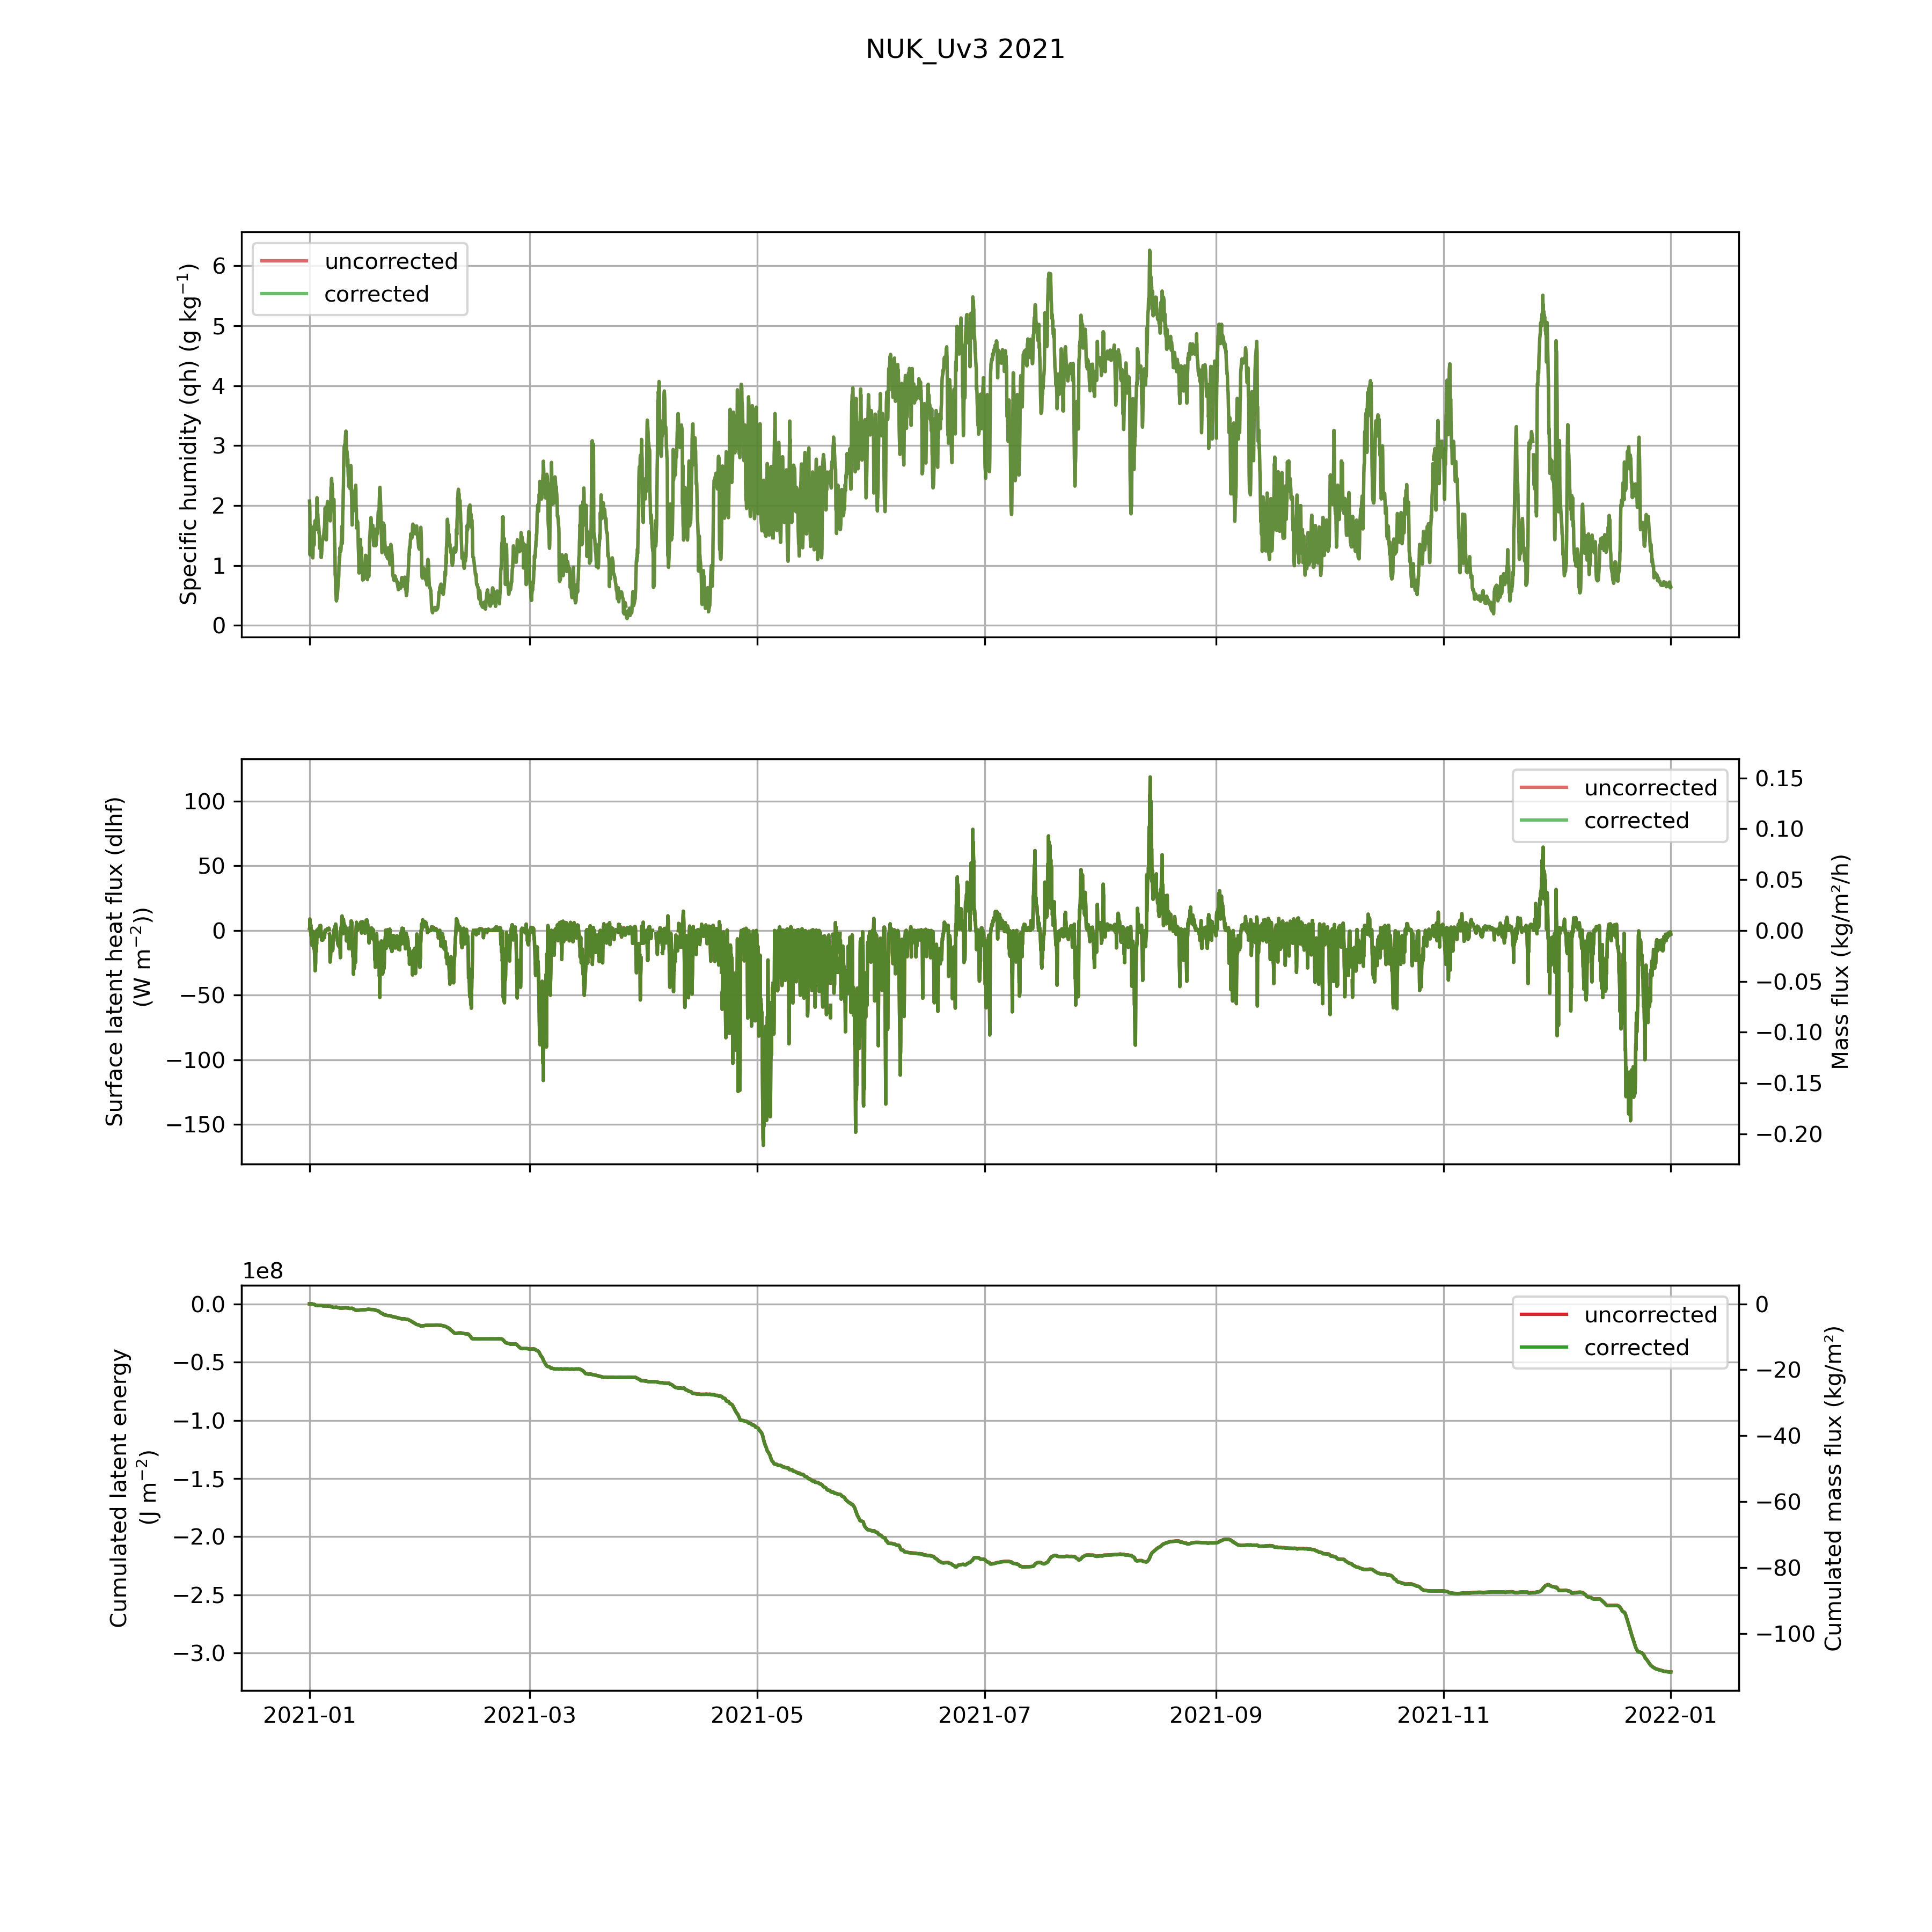 NUK_Uv3 2021
Specific humidity (qh) (g kg⁻¹)
6
5
4
3
2
1
0
uncorrected
corrected
Surface latent heat flux (dlhf)
(W m⁻²))
100
50
0
−50
−100
−150
uncorrected
corrected
0.15
0.10
0.05
0.00
−0.05
−0.10
−0.15
−0.20
Mass flux (kg/m²/h)
1e8
Cumulated latent energy
(J m⁻²)
0.0
−0.5
−1.0
−1.5
−2.0
−2.5
−3.0
uncorrected
corrected
0
−20
−40
−60
−80
−100
Cumulated mass flux (kg/m²)
2021-01
2021-03
2021-05
2021-07
2021-09
2021-11
2022-01